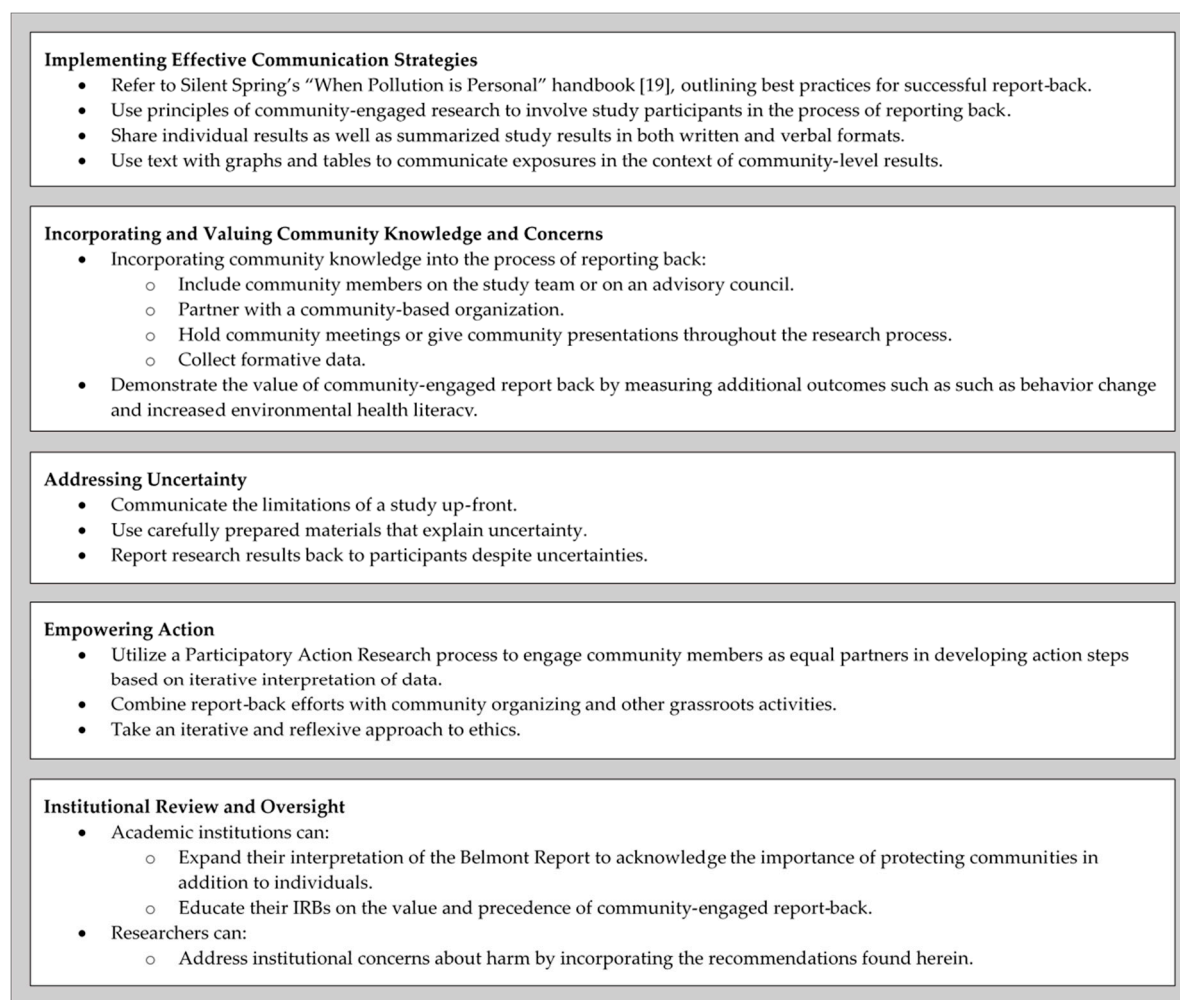 Implementing Effective Communication Strategies
• Refer to Silent Spring's “When Pollution is Personal” handbook [19], outlining best practices for successful report-back.
• Use principles of community-engaged research to involve study participants in the process of reporting back.
• Share individual results as well as summarized study results in both written and verbal formats.
• Use text with graphs and tables to communicate exposures in the context of community-level results.
Incorporating and Valuing Community Knowledge and Concerns
• Incorporating community knowledge into the process of reporting back:
o Include community members on the study team or on an advisory council.
o Partner with a community-based organization.
o Hold community meetings or give community presentations throughout the research process.
o Collect formative data.
• Demonstrate the value of community-engaged report back by measuring additional outcomes such as such as behavior change
and increased environmental health literacy.
Addressing Uncertainty
• Communicate the limitations of a study up-front.
• Use carefully prepared materials that explain uncertainty.
• Report research results back to participants despite uncertainties.
Empowering Action
• Utilize a Participatory Action Research process to engage community members as equal partners in developing action steps
based on iterative interpretation of data.
• Combine report-back efforts with community organizing and other grassroots activities.
• Take an iterative and reflexive approach to ethics.
Institutional Review and Oversight
• Academic institutions can:
o Expand their interpretation of the Belmont Report to acknowledge the importance of protecting communities in
addition to individuals.
o Educate their IRBs on the value and precedence of community-engaged report-back.
• Researchers can:
o Address institutional concerns about harm by incorporating the recommendations found herein.